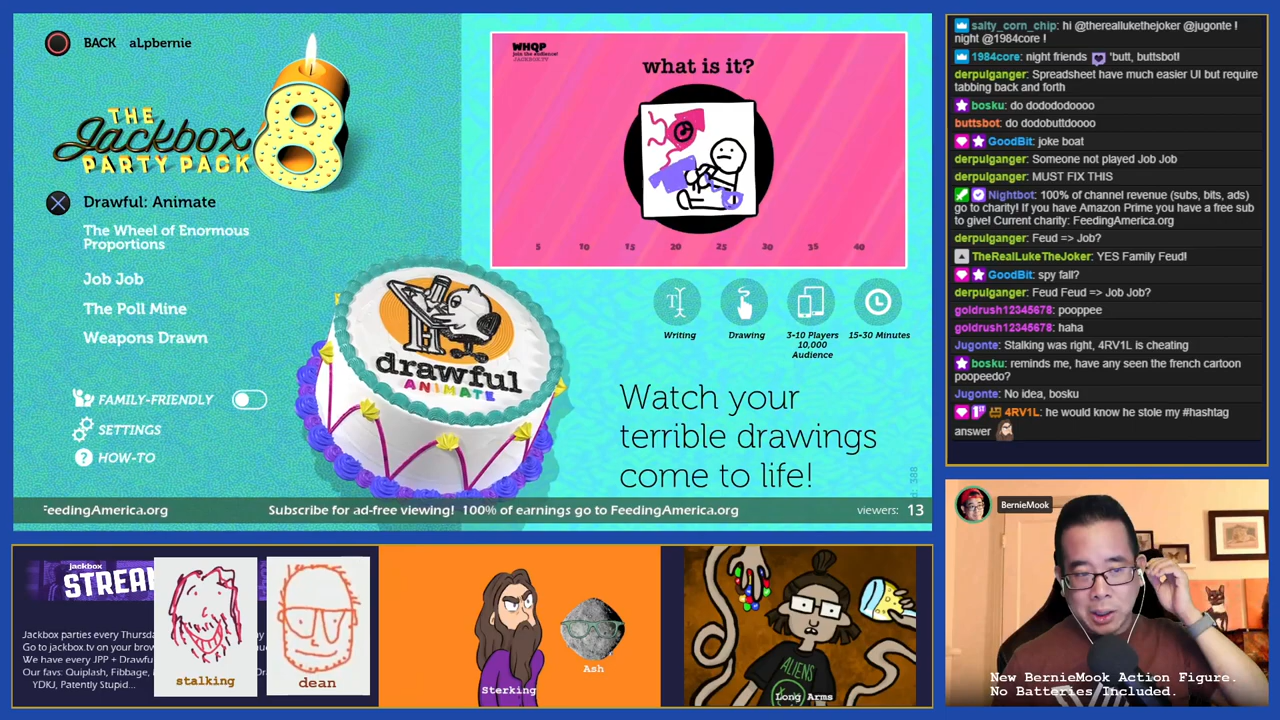 BACK
aLpbernie
THE
Jackbox
PARTY PACK
8
Drawful: Animate
The Wheel of Enormous
Proportions
Job Job
The Poll Mine
Weapons Drawn
FAMILY-FRIENDLY
SETTINGS
HOW-TO
WHQP
join the audience!
JACKBOX.TV
what is it?
5 10 15 20 25 30 35 40
drawful
ANIMATE
Writing
Drawing
3-10 Players
10,000
Audience
15-30 Minutes
Watch your
terrible drawings
come to life!
FeedingAmerica.org
Subscribe for ad-free viewing! 100% of earnings go to FeedingAmerica.org
viewers: 13
salty_corn_chip: hi @thereallukethejoker @jugonte !
night @1984core !
1984core: night friends 'butt, buttsbot!
derpulganger: Spreadsheet have much easier UI but require
tabbing back and forth
bosku: do dodododoooo
buttsbot: do dodobuttdoooo
GoodBit: joke boat
derpulganger: Someone not played Job Job
derpulganger: MUST FIX THIS
Nightbot: 100% of channel revenue (subs, bits, ads)
go to charity! If you have Amazon Prime you have a free sub
to give! Current charity: FeedingAmerica.org
derpulganger: Feud => Job?
TheRealLukeTheJoker: YES Family Feud!
GoodBit: spy fall?
derpulganger: Feud Feud => Job Job?
goldrush12345678: pooppee
goldrush12345678: haha
Jugonte: Stalking was right, 4RV1L is cheating
bosku: reminds me, have any seen the french cartoon
poopeedo?
Jugonte: No idea, bosku
4RV1L: he would know he stole my #hashtag
answer
BernieMook
New BernieMook Action Figure.
No Batteries Included.
jackbox
STREA
Jackbox parties every Thursda
Go to jackbox.tv on your brow
We have every JPP + Drawfu
Our favs: Quiplash, Fibbage,
YDKJ, Patently Stupid...
stalking
dean
Sterking
Ash
ALIENS
Long Arms